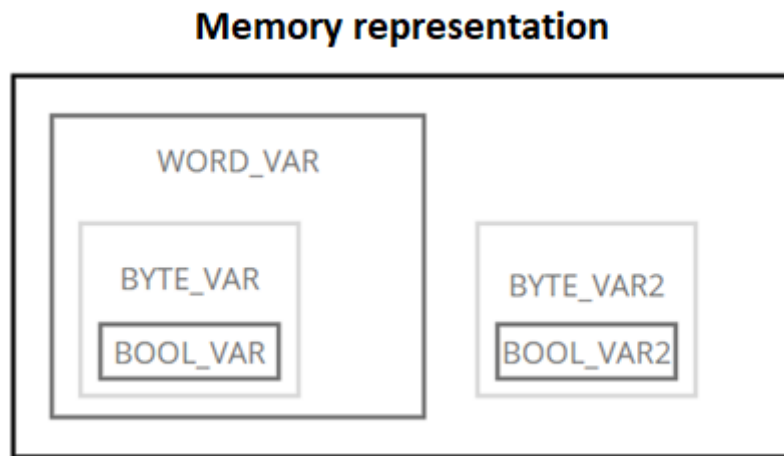 Memory representation
WORD_VAR
BYTE_VAR
BOOL_VAR
BYTE_VAR2
BOOL_VAR2